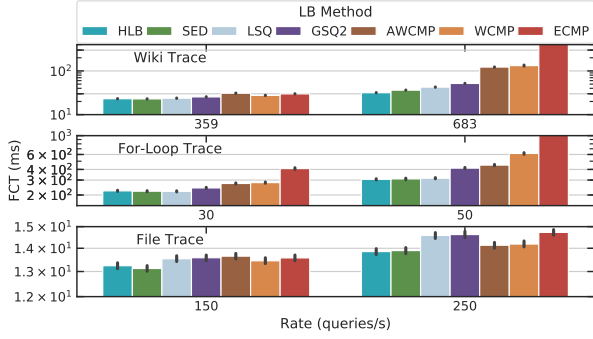 LB Method
HLB SED LSQ GSQ2 AWCMP WCMP ECMP
Wiki Trace
10²
10¹
359 683
For-Loop Trace
10³
6 × 10²
4 × 10²
3 × 10²
2 × 10²
30 50
FCT (ms)
File Trace
1.5 × 10¹
1.4 × 10¹
1.3 × 10¹
1.2 × 10¹
150 250
Rate (queries/s)